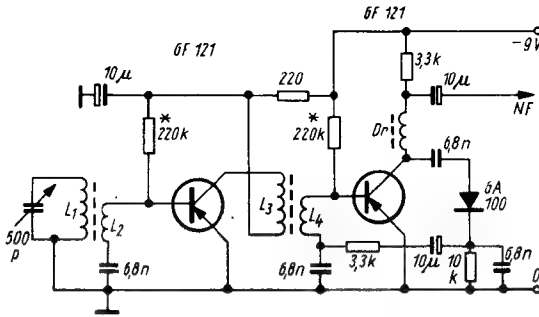 GF 121
GF 121
-9V
10µ
220
3,3k
10µ
NF
*
220k
*
220k
Dr
6,8n
500
p
L1
L2
L3
L4
GA
100
6,8n
6,8n
3,3k
10µ
10
k
6,8n
0